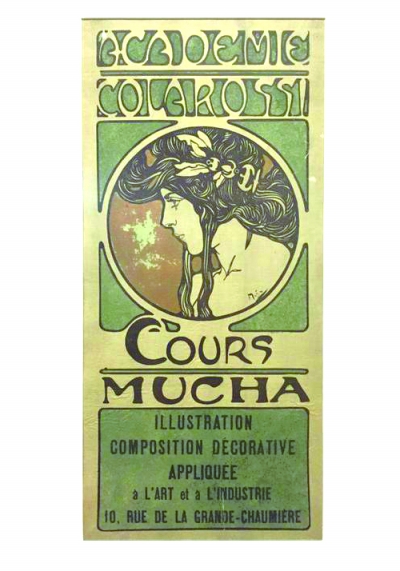 ACADEMIE
COLAROSSI
COURS
MUCHA
ILLUSTRATION
COMPOSITION DÉCORATIVE
APPLIQUÉE
à L'ART et à L'INDUSTRIE
10, RUE DE LA GRANDE-CHAUMIÈRE